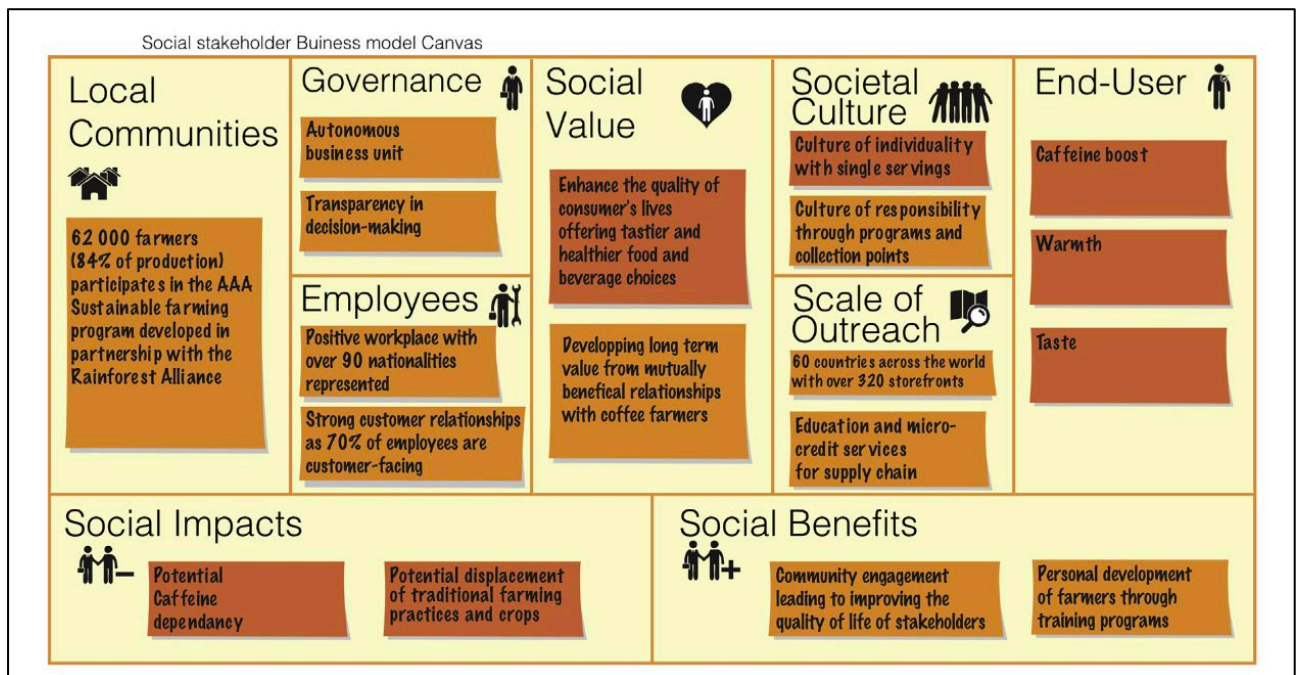 Social stakeholder Buiness model Canvas
Local
Communities
62 000 farmers
(84% of production)
participates in the AAA
Sustainable farming
program developed in
partnership with the
Rainforest Alliance
Governance
Autonomous
business unit
Transparency in
decision-making
Employees
Positive workplace with
over 90 nationalities
represented
Strong customer relationships
as 70% of employees are
customer-facing
Social
Value
Enhance the quality of
consumer's lives
offering tastier and
healthier food and
beverage choices
Developping long term
value from mutually
benefical relationships
with coffee farmers
Societal
Culture
Culture of individuality
with single servings
Culture of responsibility
through programs and
collection points
Scale of
Outreach
60 countries across the world
with over 320 storefronts
Education and micro-
credit services
for supply chain
End-User
Caffeine boost
Warmth
Taste
Social Impacts
Potential
Caffeine
dependancy
Potential displacement
of traditional farming
practices and crops
Social Benefits
Community engagement
leading to improving the
quality of life of stakeholders
Personal development
of farmers through
training programs